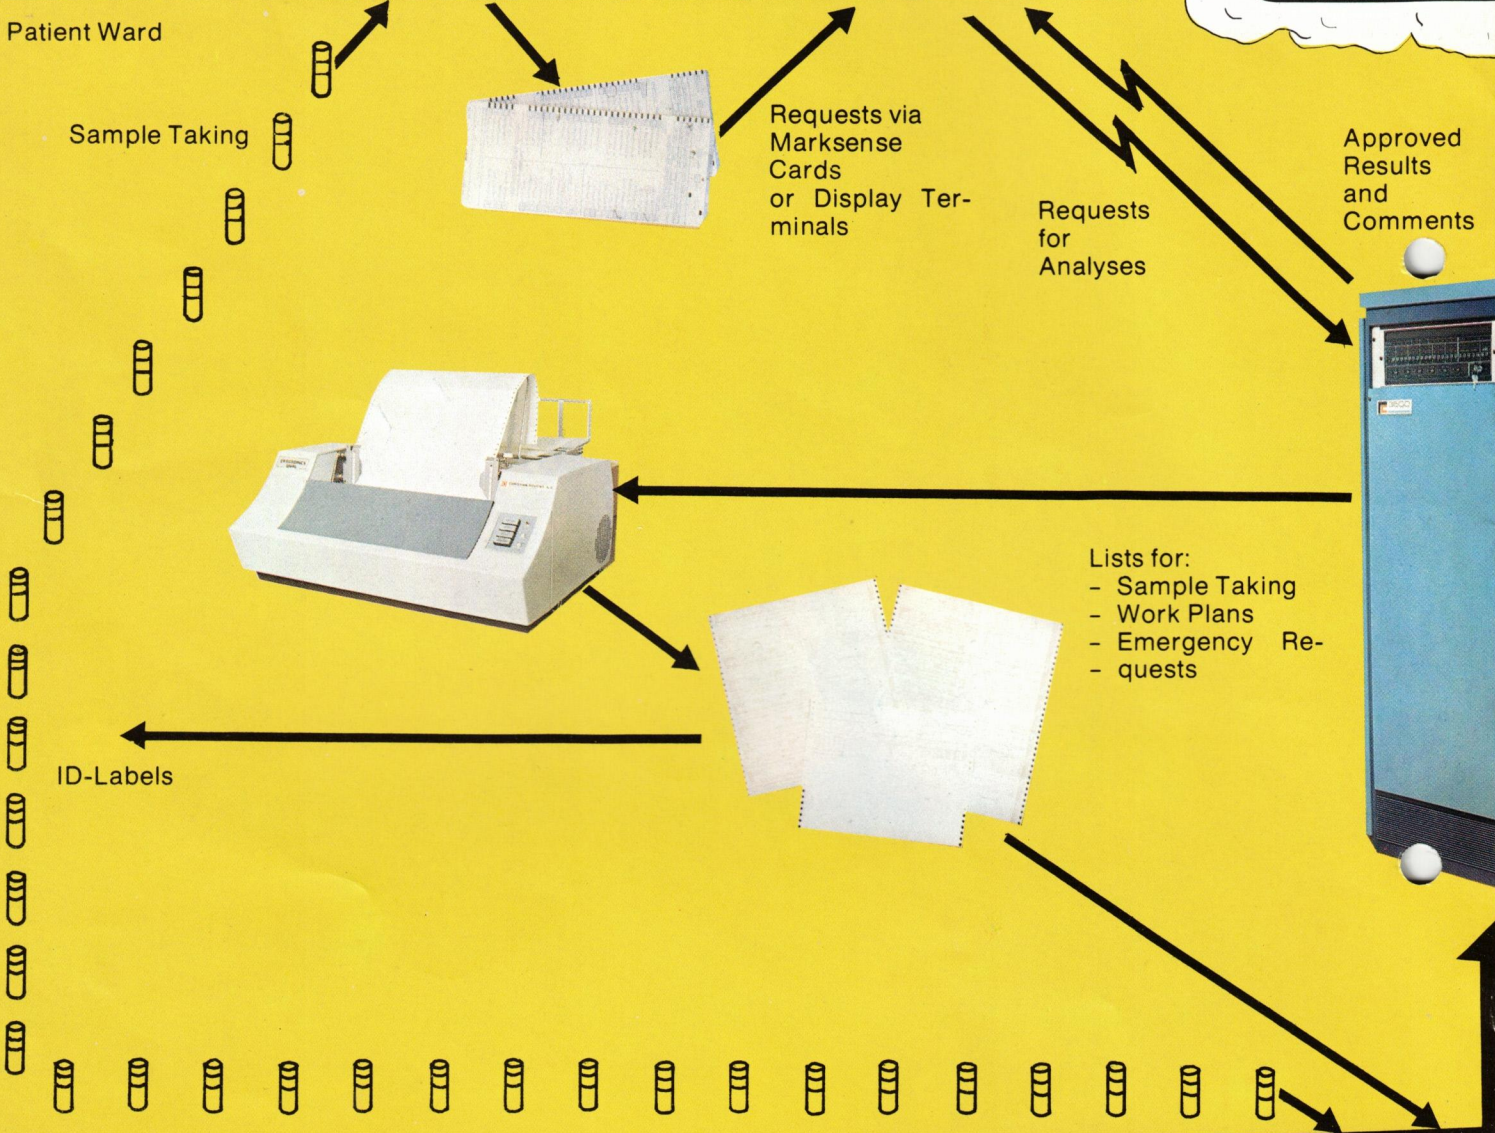 Patient Ward
Sample Taking
Requests via
Marksense
Cards
or Display Ter-
minals
Requests
for
Analyses
Approved
Results
and
Comments
Lists for:
- Sample Taking
- Work Plans
- Emergency Re-
- quests
ID-Labels